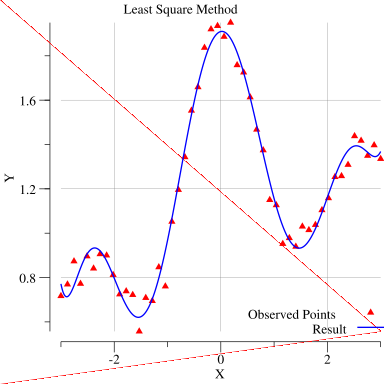 Least Square Method
1.6
1.2
0.8
Y
Observed Points
Result
-2
0
2
X